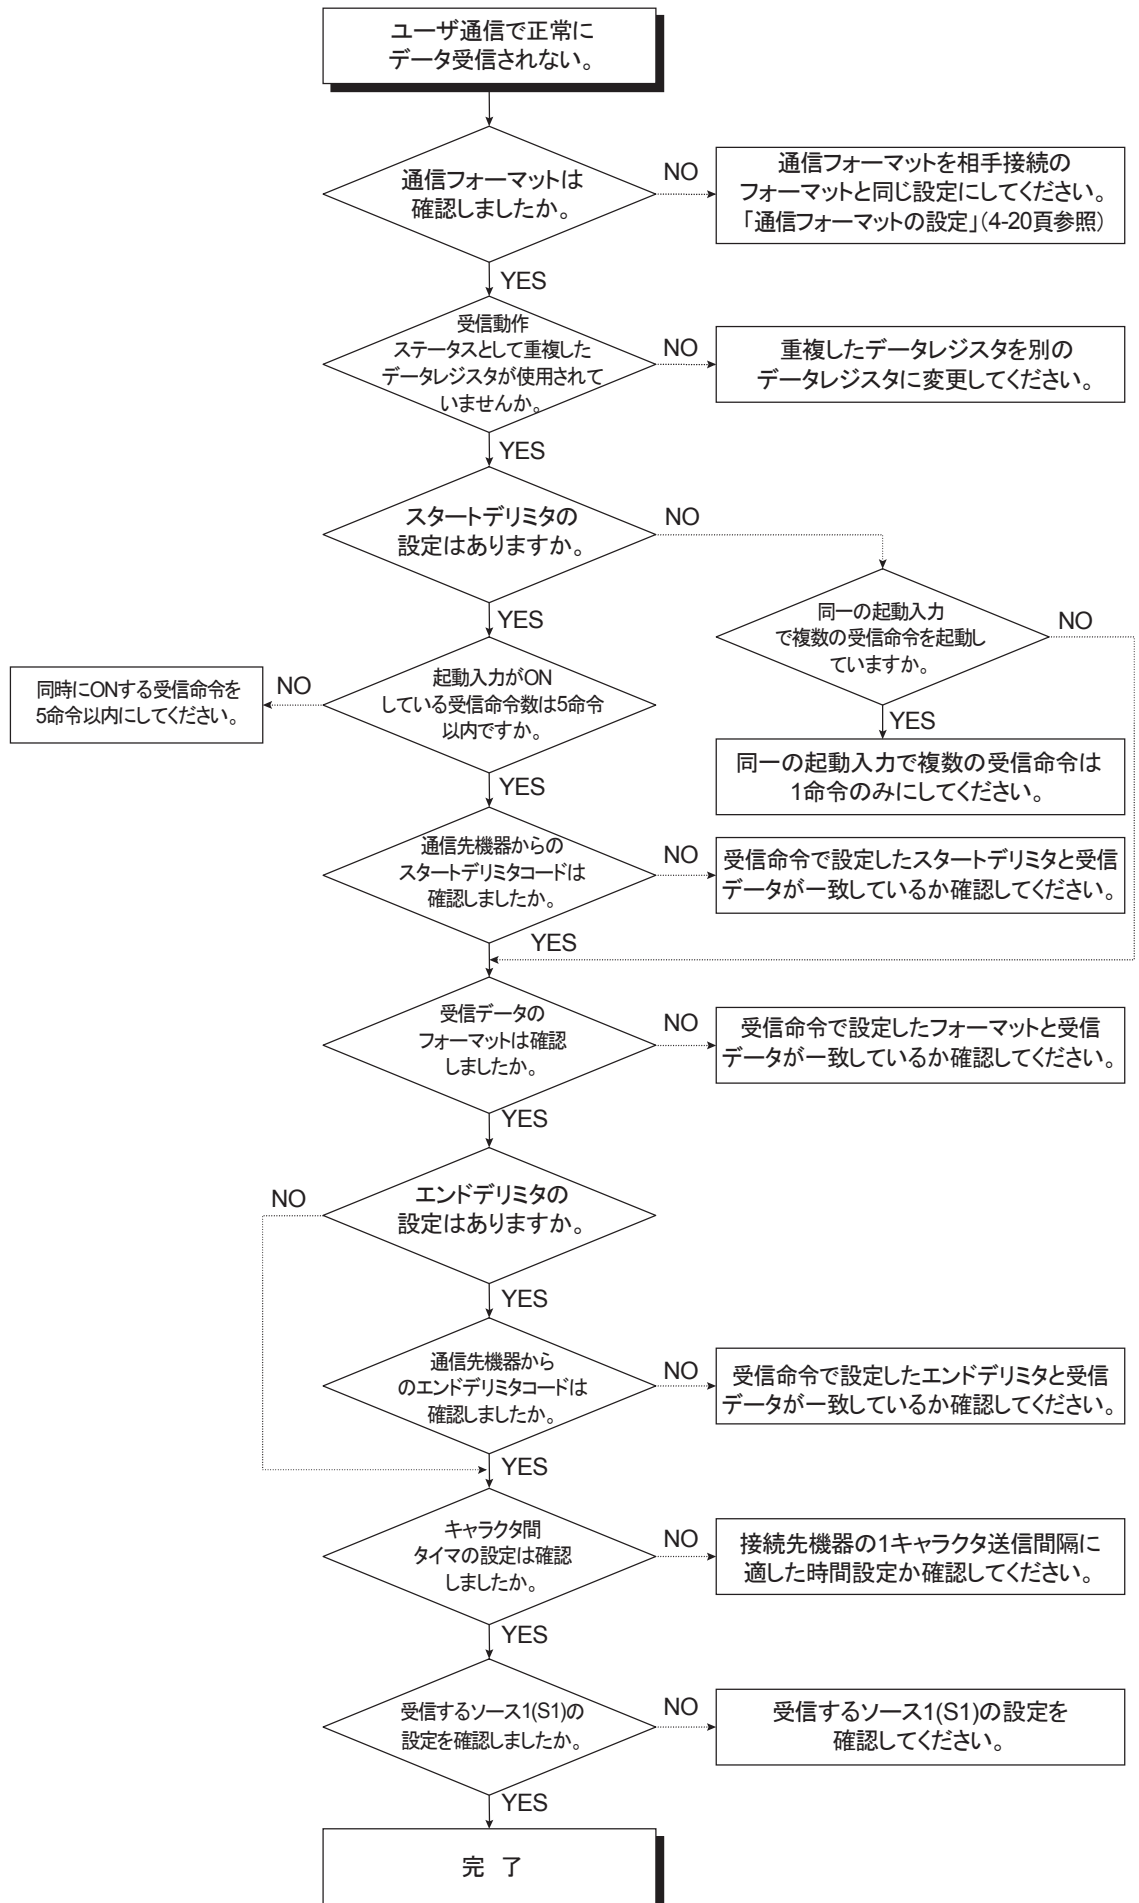 ユーザ通信で正常に
データ受信されない。
通信フォーマットは
確認しましたか。
NO
通信フォーマットを相手接続の
フォーマットと同じ設定にしてください。
「通信フォーマットの設定」(4-20頁参照)
YES
受信動作
ステータスとして重複した
データレジスタが使用されて
いませんか。
NO
重複したデータレジスタを別の
データレジスタに変更してください。
YES
スタートデリミタの
設定はありますか。
NO
YES
同一の起動入力
で複数の受信命令を起動し
ていますか。
NO
YES
同一の起動入力で複数の受信命令は
1命令のみにしてください。
起動入力がON
している受信命令数は5命令
以内ですか。
NO
同時にONする受信命令を
5命令以内にしてください。
YES
通信先機器からの
スタートデリミタコードは
確認しましたか。
NO
受信命令で設定したスタートデリミタと受信
データが一致しているか確認してください。
YES
受信データの
フォーマットは確認
しましたか。
NO
受信命令で設定したフォーマットと受信
データが一致しているか確認してください。
YES
エンドデリミタの
設定はありますか。
NO
YES
通信先機器から
のエンドデリミタコードは
確認しましたか。
NO
受信命令で設定したエンドデリミタと受信
データが一致しているか確認してください。
YES
キャラクタ間
タイマの設定は確認
しましたか。
NO
接続先機器の1キャラクタ送信間隔に
適した時間設定か確認してください。
YES
受信するソース1(S1)の
設定を確認しましたか。
NO
受信するソース1(S1)の設定を
確認してください。
YES
完 了